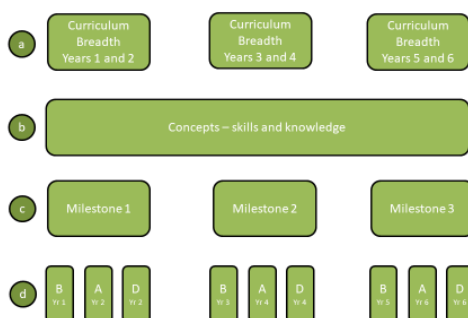 a
Curriculum
Breadth
Years 1 and 2
Curriculum
Breadth
Years 3 and 4
Curriculum
Breadth
Years 5 and 6
b
Concepts – skills and knowledge
c
Milestone 1
Milestone 2
Milestone 3
d
B
Yr 1
A
Yr 2
D
Yr 2
B
Yr 3
A
Yr 4
D
Yr 4
B
Yr 5
A
Yr 6
D
Yr 6